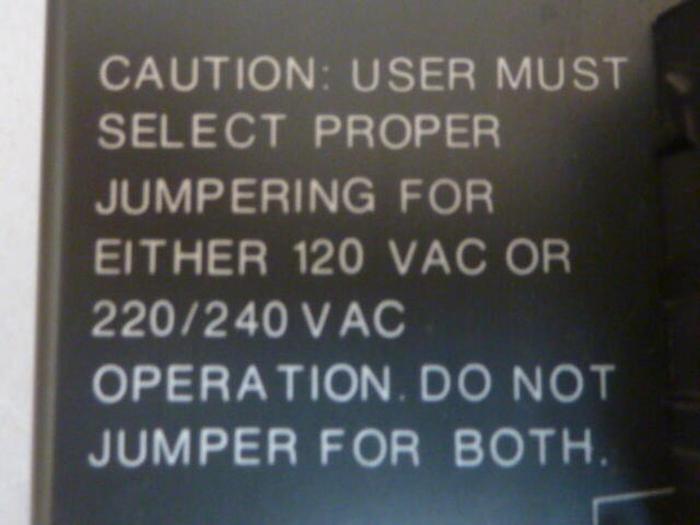 CAUTION: USER MUST
SELECT PROPER
JUMPERING FOR
EITHER 120 VAC OR
220/240 VAC
OPERATION. DO NOT
JUMPER FOR BOTH.